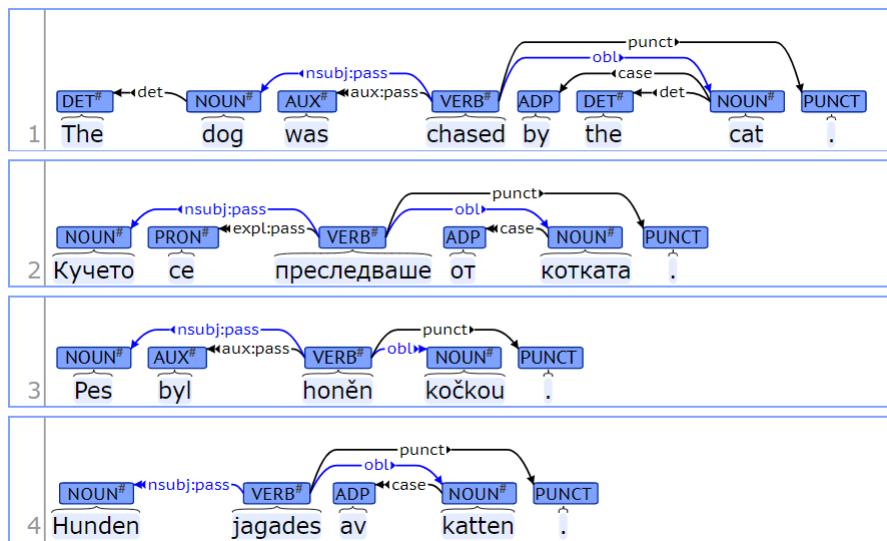 punct
obl
nsubj:pass case
det aux:pass det
DET# NOUN# AUX# VERB# ADP DET# NOUN# PUNCT
1 The dog was chased by the cat .
punct
nsubj:pass obl
expl:pass case
NOUN# PRON# VERB# ADP NOUN# PUNCT
2 Кучето се преследваше от котката .
nsubj:pass punct
aux:pass obl
NOUN# AUX# VERB# NOUN# PUNCT
3 Pes byl honěn kočkou .
punct
obl
nsubj:pass case
NOUN# VERB# ADP NOUN# PUNCT
4 Hunden jagades av katten .